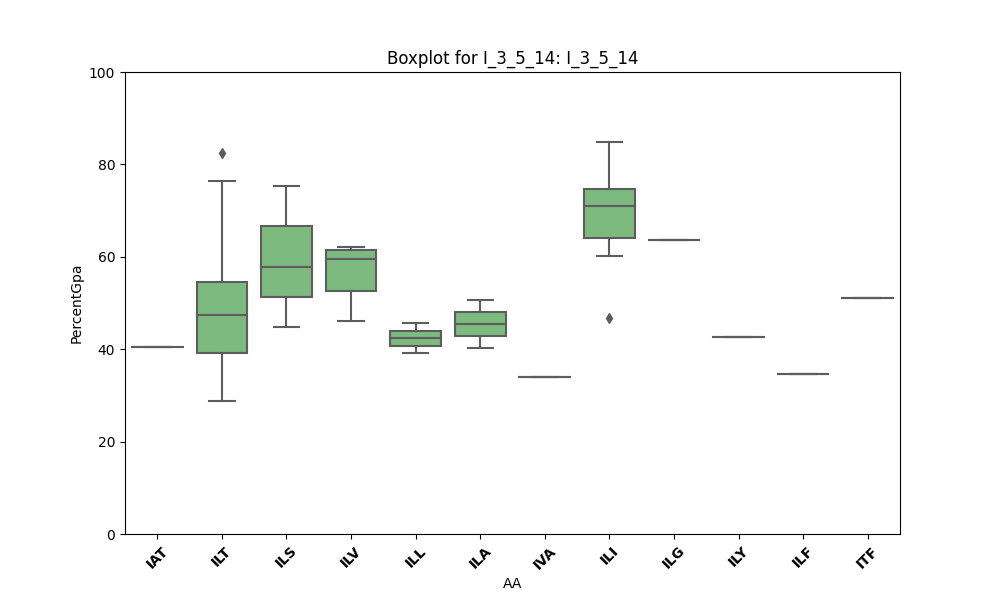 Boxplot for I_3_5_14: I_3_5_14
100
80
60
40
20
0
PercentGpa
IAT ILT ILS ILV ILL ILA IVA ILI ILG ILY ILF ITF
AA